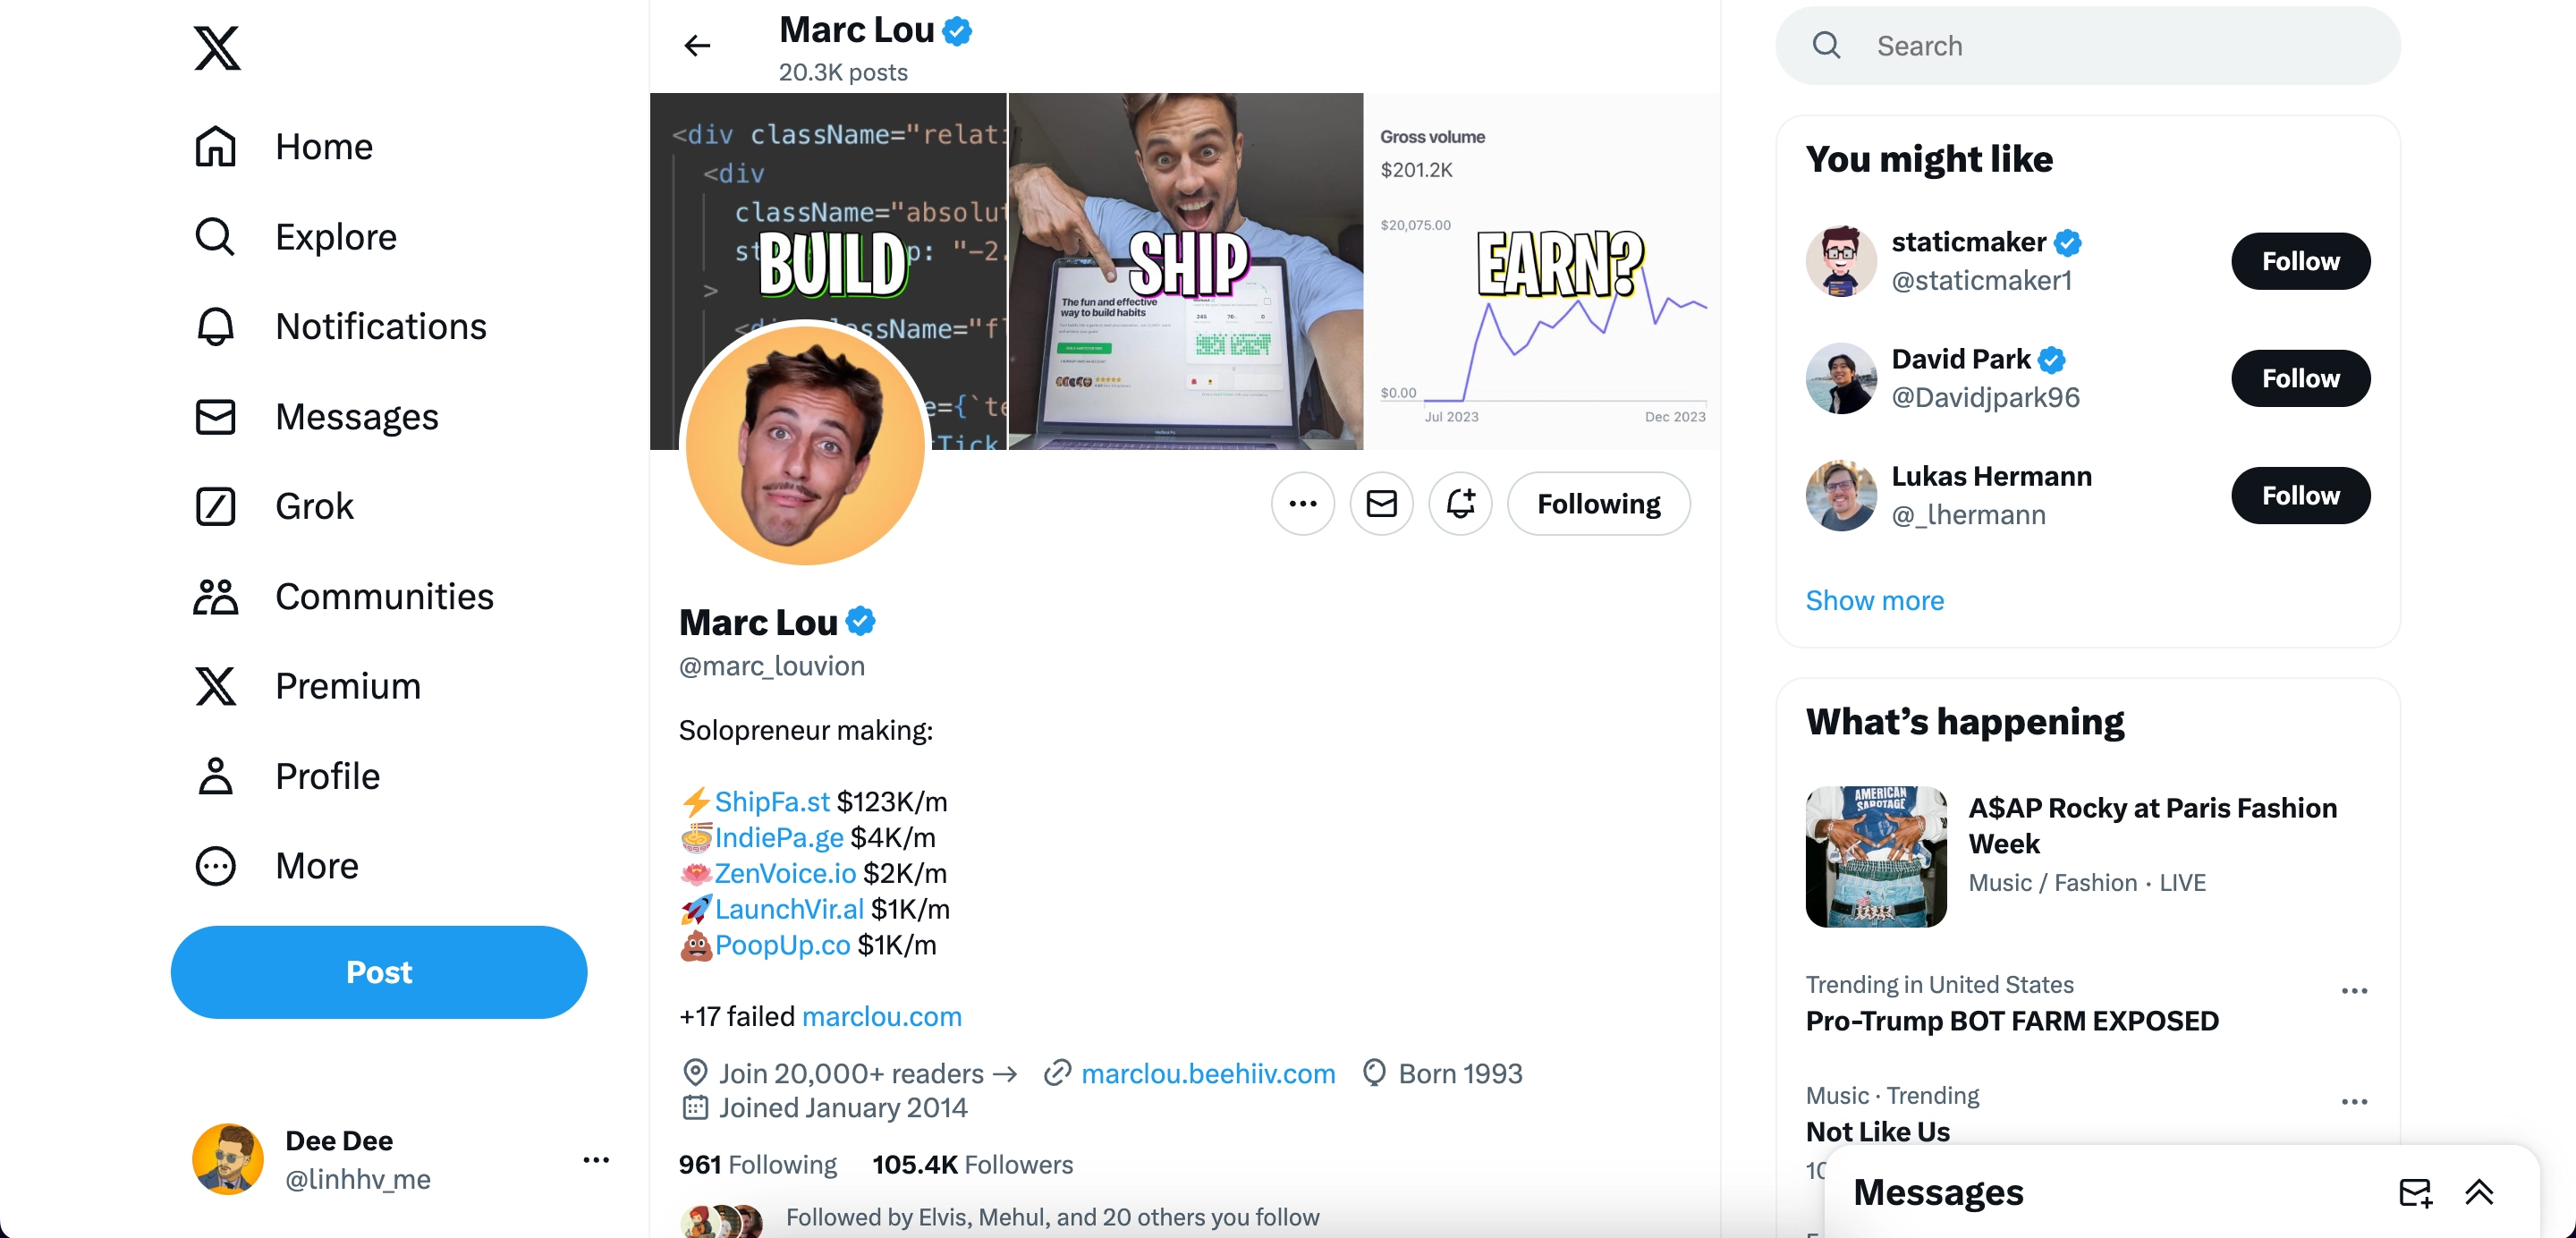 Home
Explore
Notifications
Messages
Grok
Communities
Premium
Profile
More
Post
Dee Dee
@linhhv_me
Marc Lou
20.3K posts
<div className="relati
<div
className="absolut
st
p: "-2.
>
<d
assName="f
e={`te
tTick
BUILD
SHIP
The fun and effective
way to build habits
Gross volume
$201.2K
$20,075.00
EARN?
$0.00
Jul 2023
Dec 2023
Following
Marc Lou
@marc_louvion
Solopreneur making:
⚡ShipFa.st $123K/m
🍜IndiePa.ge $4K/m
🪷ZenVoice.io $2K/m
🚀LaunchVir.al $1K/m
💩PoopUp.co $1K/m
+17 failed marclou.com
Join 20,000+ readers → marclou.beehiiv.com Born 1993
Joined January 2014
961 Following 105.4K Followers
Followed by Elvis, Mehul, and 20 others you follow
Search
You might like
staticmaker
@staticmaker1
Follow
David Park
@Davidjpark96
Follow
Lukas Hermann
@_lhermann
Follow
Show more
What's happening
AMERICAN
SABOTAGE
A$AP Rocky at Paris Fashion
Week
Music / Fashion · LIVE
Trending in United States
Pro-Trump BOT FARM EXPOSED
Music · Trending
Not Like Us
10
Messages